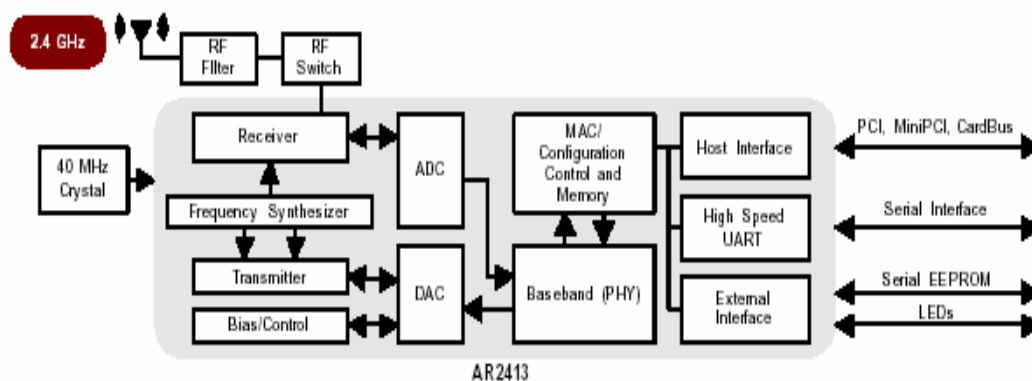 2.4 GHz
RF
Filter
RF
Switch
Receiver
ADC
MAC/
Configuration
Control and
Memory
Host Interface
PCI, MiniPCI, CardBus
40 MHz
Crystal
Frequency Synthesizer
High Speed
UART
Serial Interface
Transmitter
DAC
Baseband (PHY)
External
Interface
Serial EEPROM
LEDs
Bias/Control
AR2413